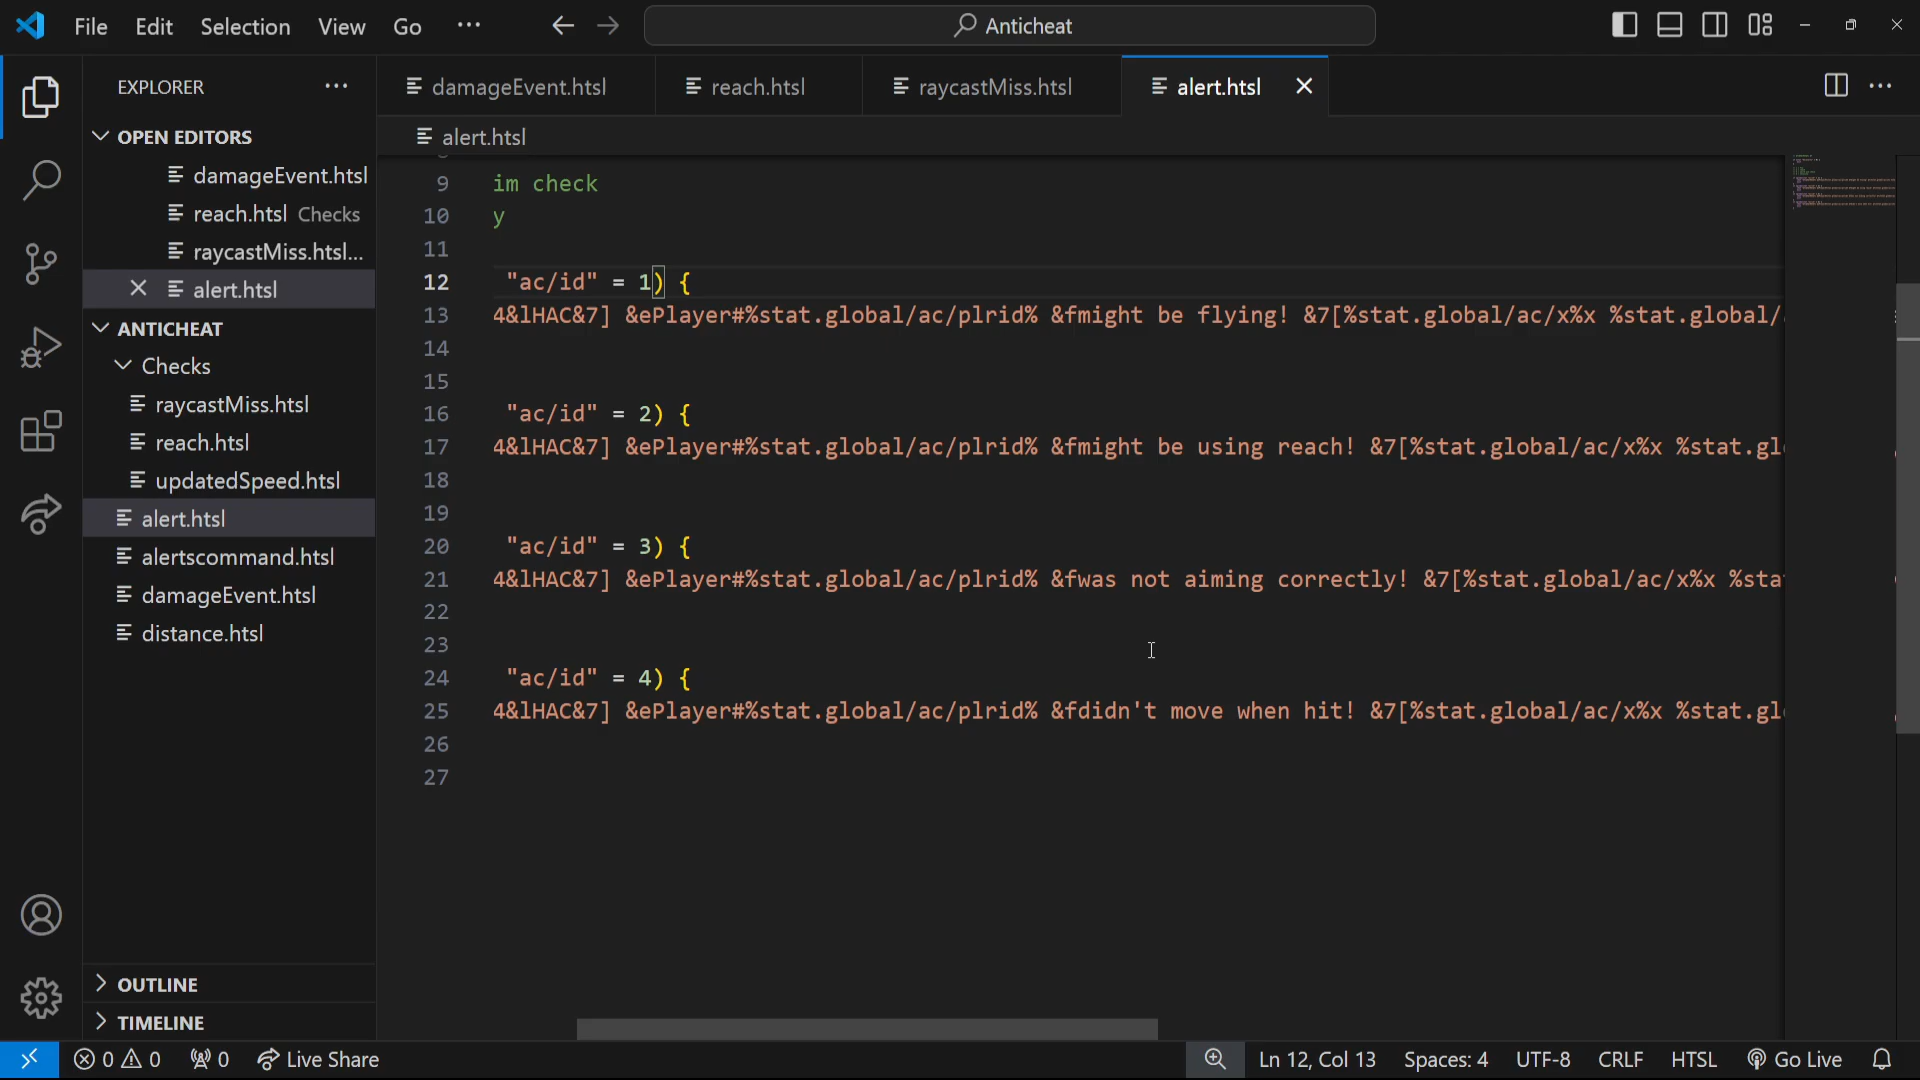 File Edit Selection View Go ··· Anticheat
EXPLORER ···
OPEN EDITORS
damageEvent.htsl
reach.htsl Checks
raycastMiss.htsl...
alert.htsl
ANTICHEAT
Checks
raycastMiss.htsl
reach.htsl
updatedSpeed.htsl
alert.htsl
alertscommand.htsl
damageEvent.htsl
distance.htsl
OUTLINE
TIMELINE
damageEvent.htsl reach.htsl raycastMiss.htsl alert.htsl
alert.htsl
9 im check
10 y
11
12 "ac/id" = 1) {
13 4&lHAC&7] &ePlayer#%stat.global/ac/plrid% &fmight be flying! &7[%stat.global/ac/x%x %stat.global/
14
15
16 "ac/id" = 2) {
17 4&lHAC&7] &ePlayer#%stat.global/ac/plrid% &fmight be using reach! &7[%stat.global/ac/x%x %stat.gl
18
19
20 "ac/id" = 3) {
21 4&lHAC&7] &ePlayer#%stat.global/ac/plrid% &fwas not aiming correctly! &7[%stat.global/ac/x%x %sta
22
23
24 "ac/id" = 4) {
25 4&lHAC&7] &ePlayer#%stat.global/ac/plrid% &fdidn't move when hit! &7[%stat.global/ac/x%x %stat.gl
26
27
0 0 0 Live Share Ln 12, Col 13 Spaces: 4 UTF-8 CRLF HTSL Go Live